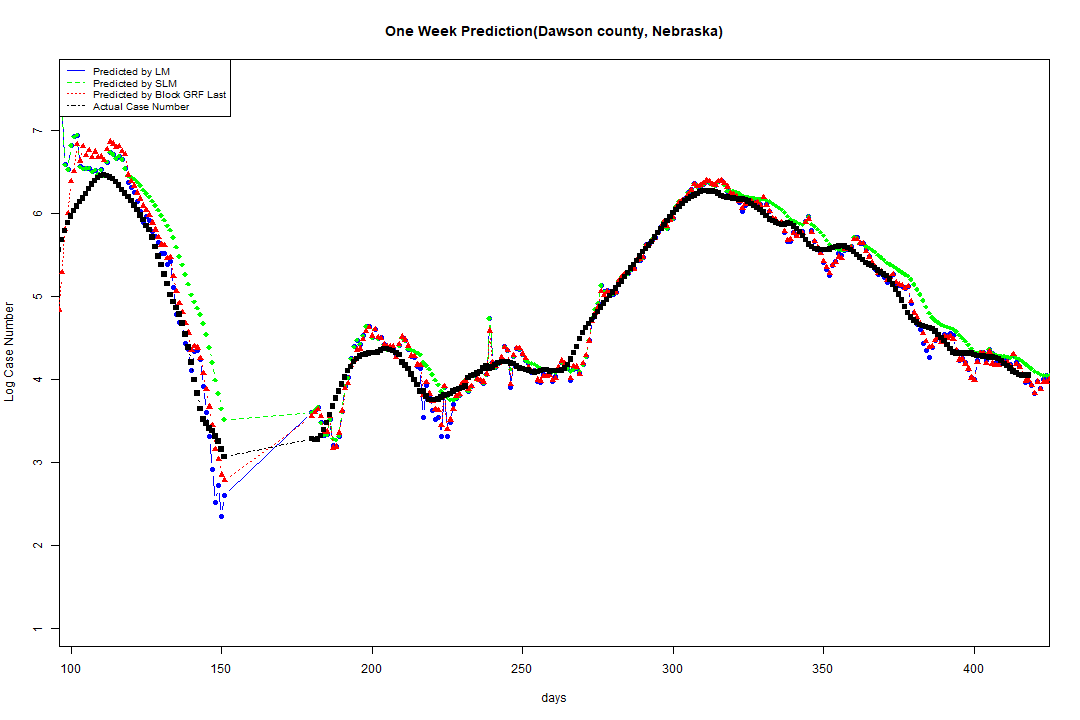 One Week Prediction(Dawson county, Nebraska)
Predicted by LM
Predicted by SLM
Predicted by Block GRF Last
Actual Case Number
Log Case Number
7
6
5
4
3
2
1
100 150 200 250 300 350 400
days